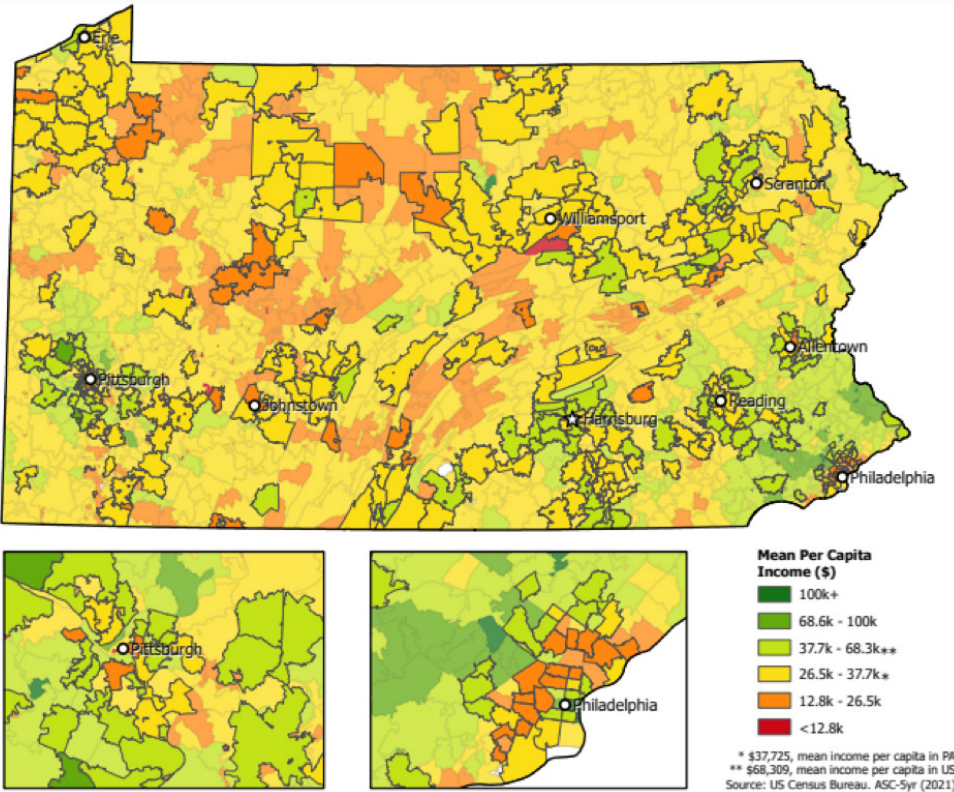 Erie
Scranton
Williamsport
Allentown
Pittsburgh
Johnstown
Reading
Harrisburg
Philadelphia
Pittsburgh
Philadelphia
Mean Per Capita
Income ($)
100k+
68.6k - 100k
37.7k - 68.3k**
26.5k - 37.7k*
12.8k - 26.5k
<12.8k
* $37,725, mean income per capita in PA
** $68,309, mean income per capita in US
Source: US Census Bureau. ASC-5yr (2021)